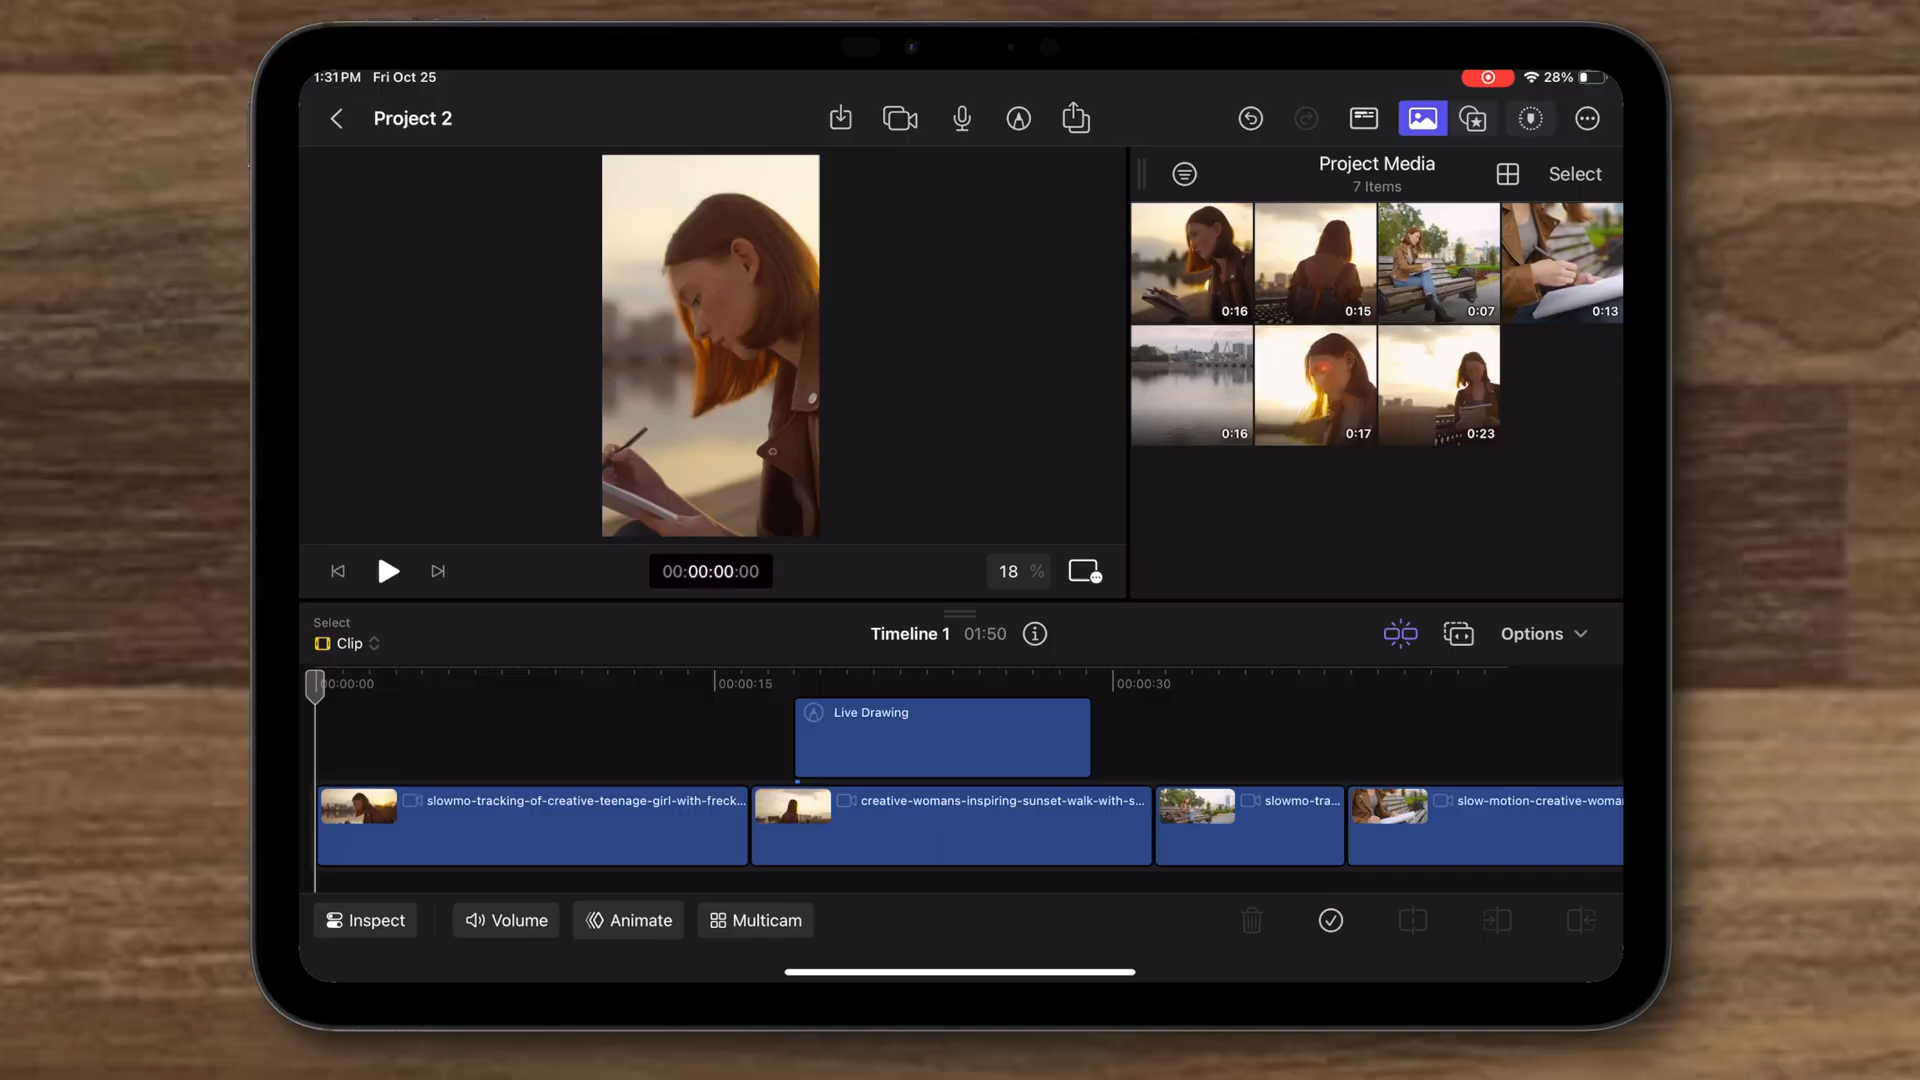 1:31 PM Fri Oct 25
28%
Project 2
Project Media
7 Items
Select
0:16
0:15
0:07
0:13
0:16
0:17
0:23
00:00:00:00
18 %
Select
Clip
Timeline 1 01:50
Options
00:00:00
00:00:15
00:00:30
Live Drawing
slowmo-tracking-of-creative-teenage-girl-with-freck...
creative-womans-inspiring-sunset-walk-with-s...
slowmo-tra...
slow-motion-creative-woma
Inspect
Volume
Animate
Multicam